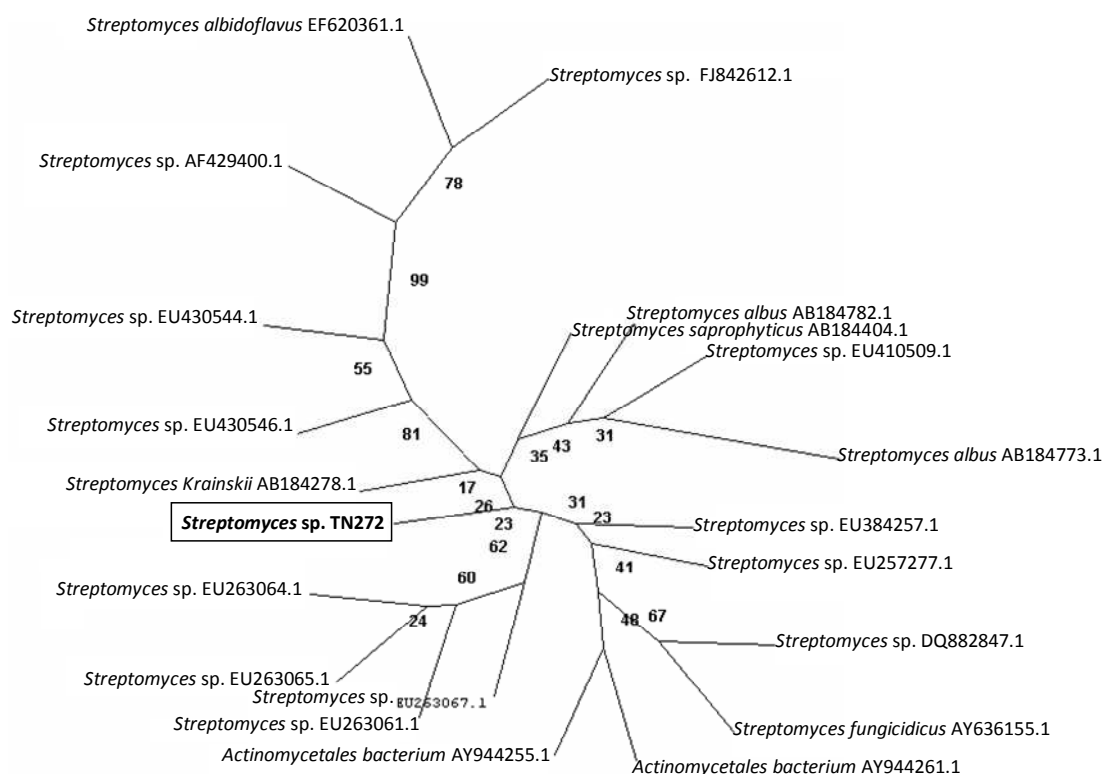 Streptomyces albidoflavus EF620361.1
Streptomyces sp. FJ842612.1
Streptomyces sp. AF429400.1
78
99
Streptomyces sp. EU430544.1
Streptomyces albus AB184782.1
Streptomyces saprophyticus AB184404.1
Streptomyces sp. EU410509.1
55
Streptomyces sp. EU430546.1
81
31
43
35
Streptomyces albus AB184773.1
Streptomyces Krainskii AB184278.1
17
26
31
23
Streptomyces sp. TN272
23
Streptomyces sp. EU384257.1
62
Streptomyces sp. EU257277.1
41
60
Streptomyces sp. EU263064.1
24
48
67
Streptomyces sp. DQ882847.1
Streptomyces sp. EU263065.1
Streptomyces sp. EU263067.1
Streptomyces sp. EU263061.1
Streptomyces fungicidicus AY636155.1
Actinomycetales bacterium AY944255.1
Actinomycetales bacterium AY944261.1